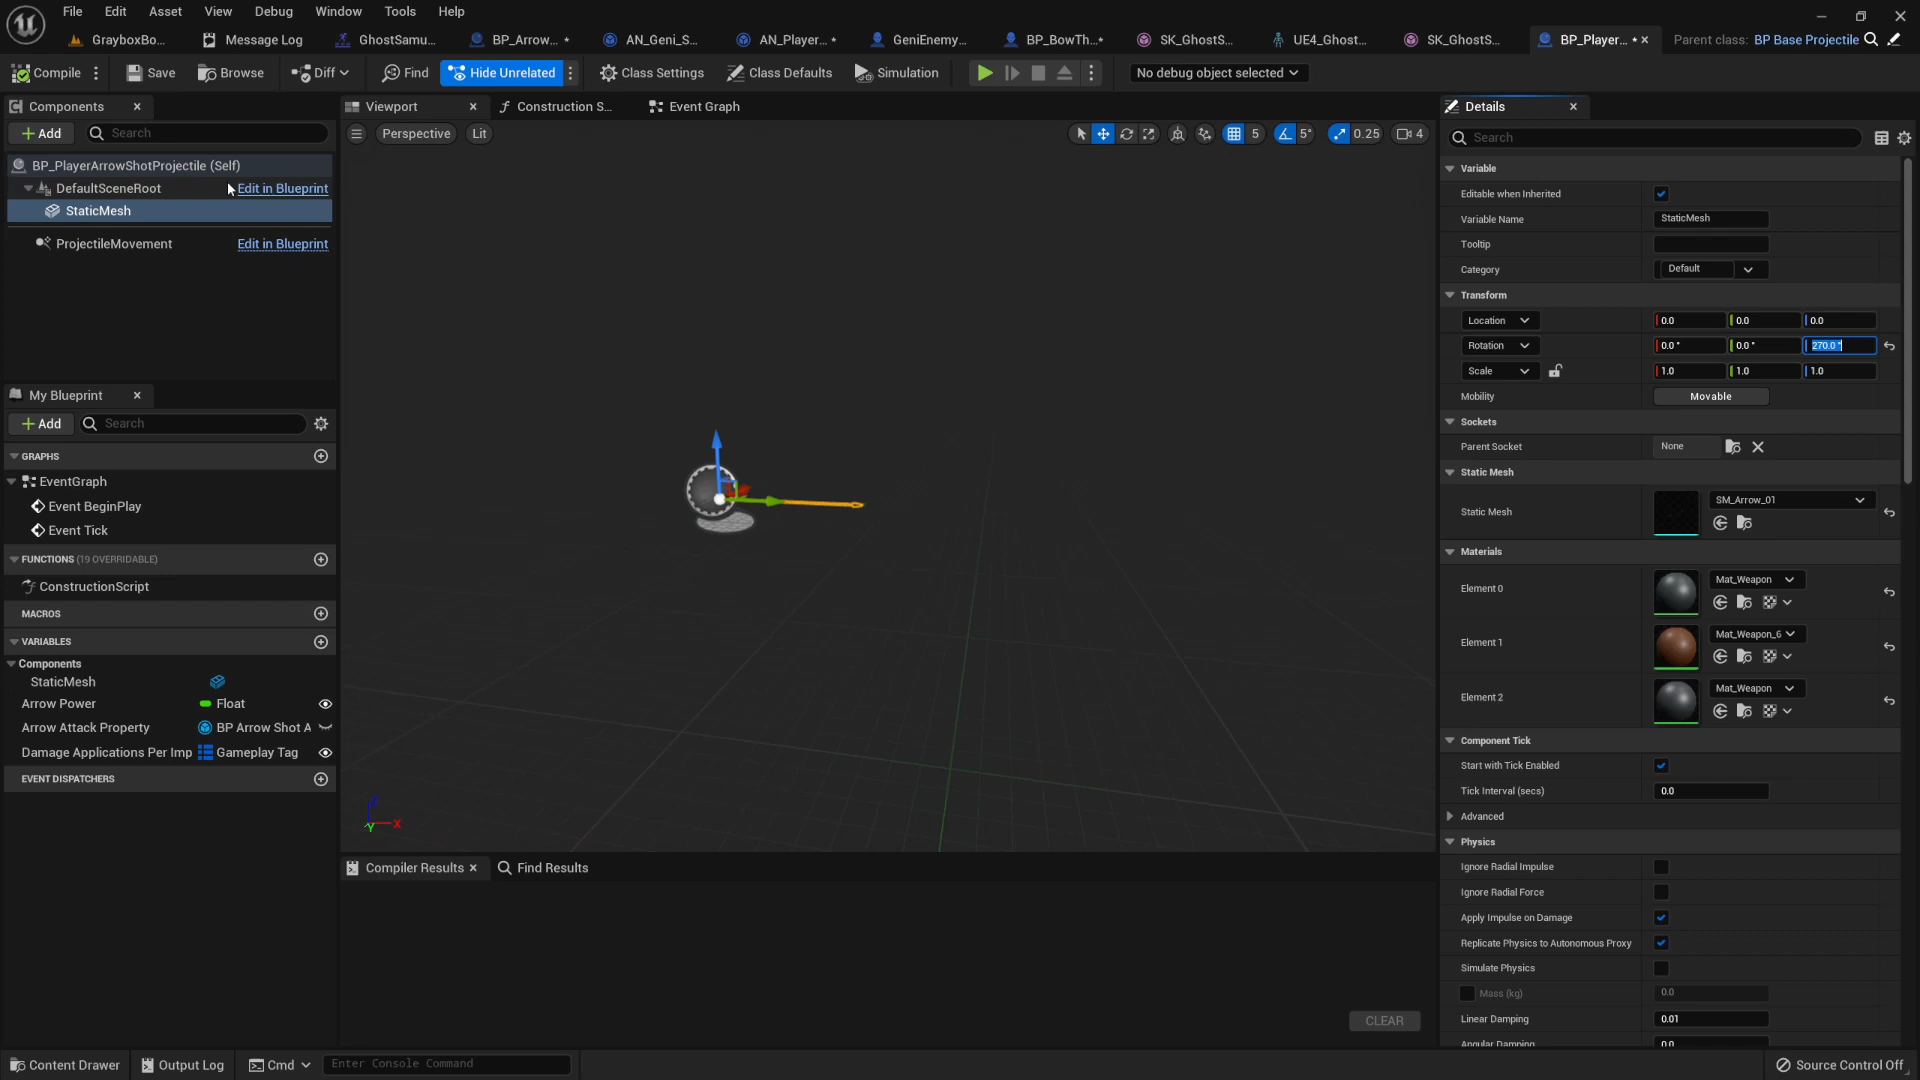 File Edit Asset View Debug Window Tools Help
GrayboxBo... Message Log GhostSamu... BP_Arrow... * AN_Geni_S... AN_Player... * GeniEnemy... BP_BowTh...* SK_GhostS... UE4_Ghost... SK_GhostS... BP_Player... * Parent class: BP Base Projectile
Compile Save Browse Diff Find Hide Unrelated Class Settings Class Defaults Simulation No debug object selected
Components
Add Search
BP_PlayerArrowShotProjectile (Self)
DefaultSceneRoot Edit in Blueprint
StaticMesh
ProjectileMovement Edit in Blueprint
My Blueprint
Add Search
GRAPHS
EventGraph
Event BeginPlay
Event Tick
FUNCTIONS (19 OVERRIDABLE)
ConstructionScript
MACROS
VARIABLES
Components
StaticMesh
Arrow Power Float
Arrow Attack Property BP Arrow Shot A
Damage Applications Per Imp Gameplay Tag
EVENT DISPATCHERS
Viewport Construction S... Event Graph
Perspective Lit 5 5° 0.25 4
Z
X
Y
Compiler Results Find Results
CLEAR
Details
Search
Variable
Editable when Inherited
Variable Name StaticMesh
Tooltip
Category Default
Transform
Location 0.0 0.0 0.0
Rotation 0.0 ° 0.0 ° 270.0 °
Scale 1.0 1.0 1.0
Mobility Movable
Sockets
Parent Socket None
Static Mesh
Static Mesh SM_Arrow_01
Materials
Element 0 Mat_Weapon
Element 1 Mat_Weapon_6
Element 2 Mat_Weapon
Component Tick
Start with Tick Enabled
Tick Interval (secs) 0.0
Advanced
Physics
Ignore Radial Impulse
Ignore Radial Force
Apply Impulse on Damage
Replicate Physics to Autonomous Proxy
Simulate Physics
Mass (kg) 0.0
Linear Damping 0.01
Angular Damping 0.0
Content Drawer Output Log Cmd Enter Console Command Source Control Off